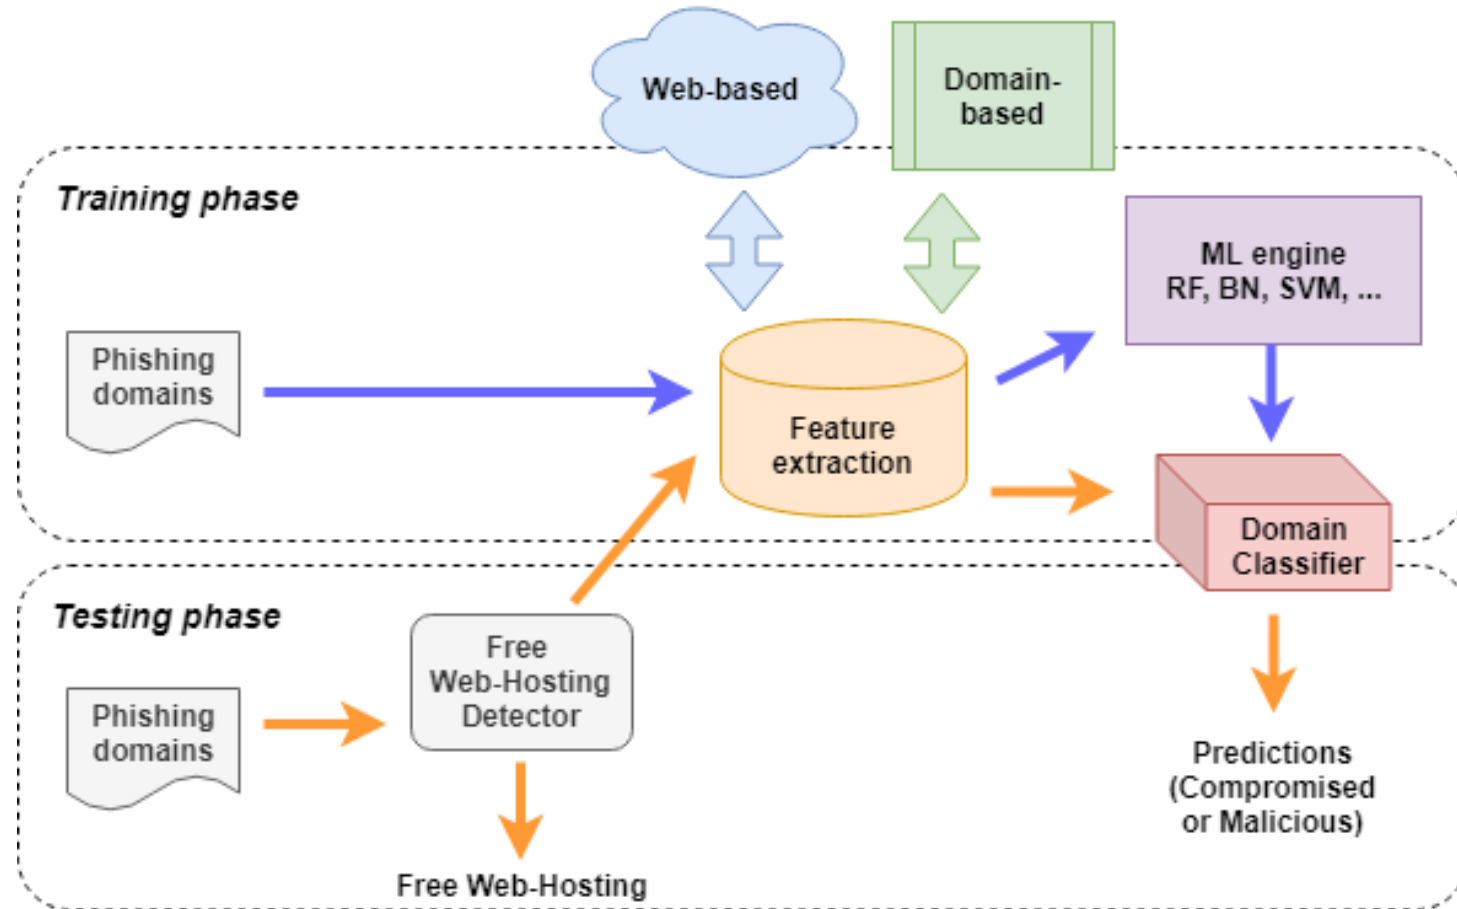 Web-based
Domain-
based
Training phase
ML engine
RF, BN, SVM, ...
Phishing
domains
Feature
extraction
Domain
Classifier
Testing phase
Free
Web-Hosting
Detector
Phishing
domains
Predictions
(Compromised
or Malicious)
Free Web-Hosting